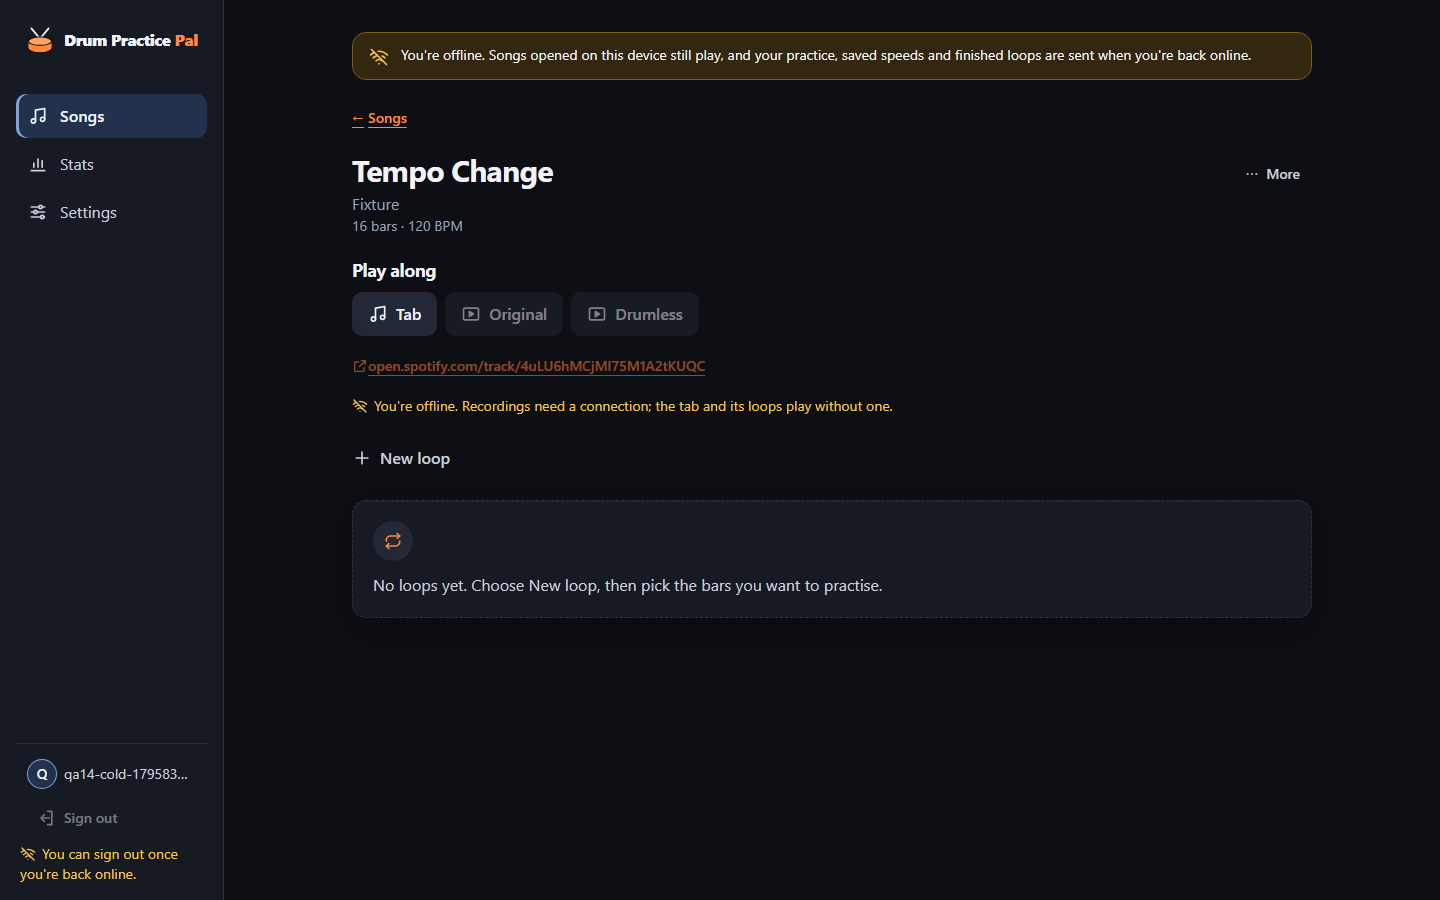 Drum Practice Pal
Songs
Stats
Settings
Q qa14-cold-179583...
Sign out
You can sign out once
you're back online.
You're offline. Songs opened on this device still play, and your practice, saved speeds and finished loops are sent when you're back online.
← Songs
Tempo Change
··· More
Fixture
16 bars · 120 BPM
Play along
Tab Original Drumless
open.spotify.com/track/4uLU6hMCjMI75M1A2tKUQC
You're offline. Recordings need a connection; the tab and its loops play without one.
+ New loop
No loops yet. Choose New loop, then pick the bars you want to practise.